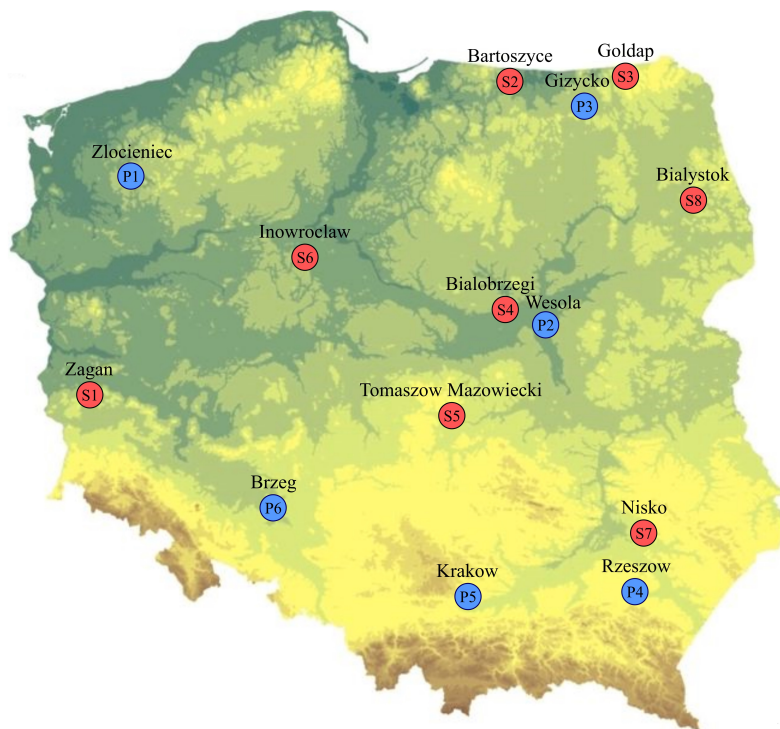 Goldap
Bartoszyce
S3
S2
Gizycko
P3
Zlocieniec
P1
Bialystok
S8
Inowroclaw
S6
Bialobrzegi
S4
Wesola
P2
Zagan
S1
Tomaszow Mazowiecki
S5
Brzeg
P6
Nisko
S7
Krakow
P5
Rzeszow
P4